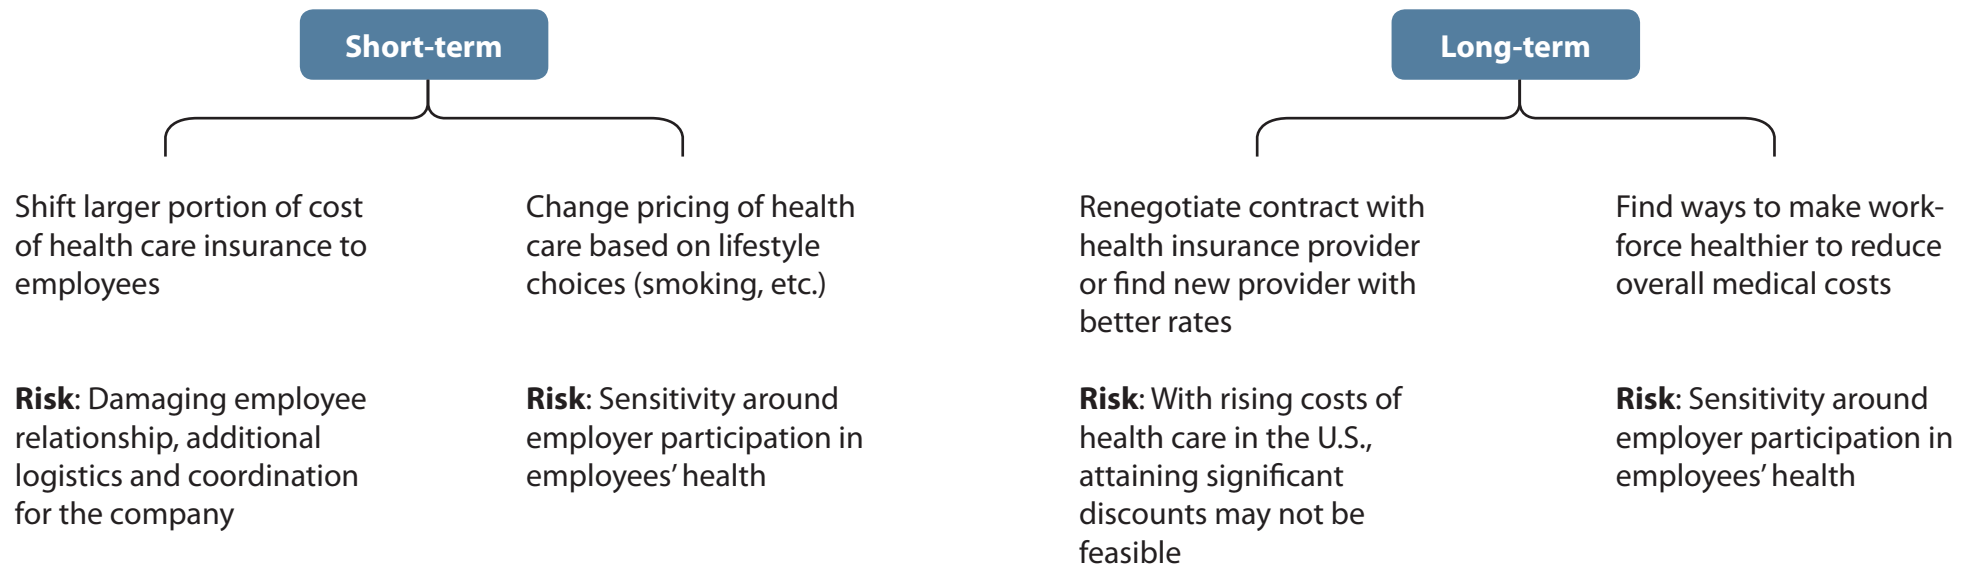 Short-term
Shift larger portion of cost
of health care insurance to
employees
Risk: Damaging employee
relationship, additional
logistics and coordination
for the company
Change pricing of health
care based on lifestyle
choices (smoking, etc.)
Risk: Sensitivity around
employer participation in
employees’ health
Long-term
Renegotiate contract with
health insurance provider
or find new provider with
better rates
Risk: With rising costs of
health care in the U.S.,
attaining significant
discounts may not be
feasible
Find ways to make work-
force healthier to reduce
overall medical costs
Risk: Sensitivity around
employer participation in
employees’ health